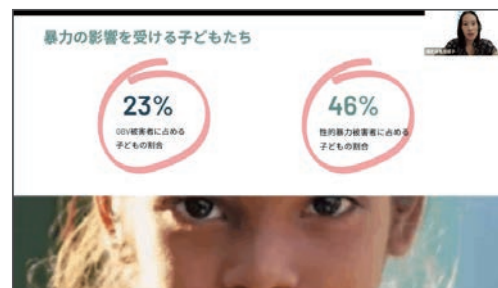 暴力の影響を受ける子どもたち
23%
GBV被害者に占める
子どもの割合
46%
性的暴力被害者に占める
子どもの割合